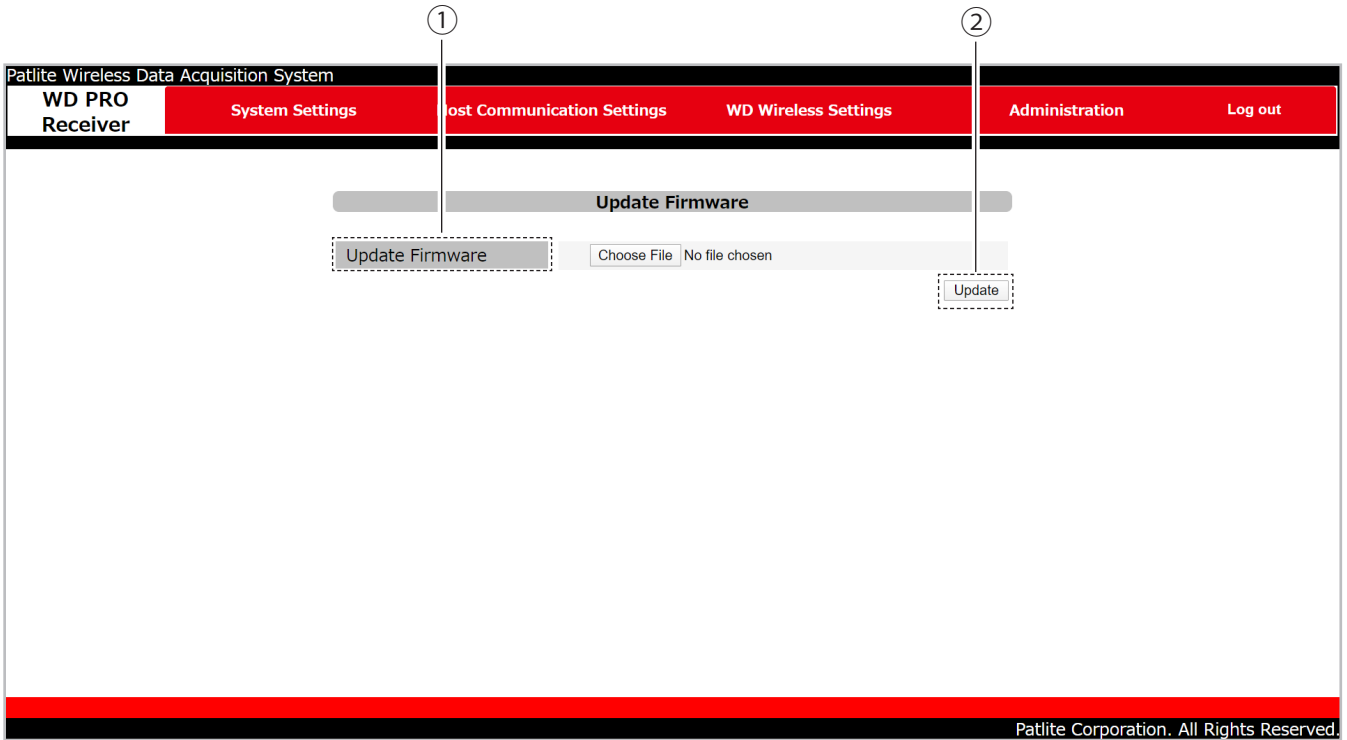 ① ②
Patlite Wireless Data Acquisition System
WD PRO
Receiver
System Settings Host Communication Settings WD Wireless Settings Administration Log out
Update Firmware
Update Firmware Choose File No file chosen
Update
Patlite Corporation. All Rights Reserved.